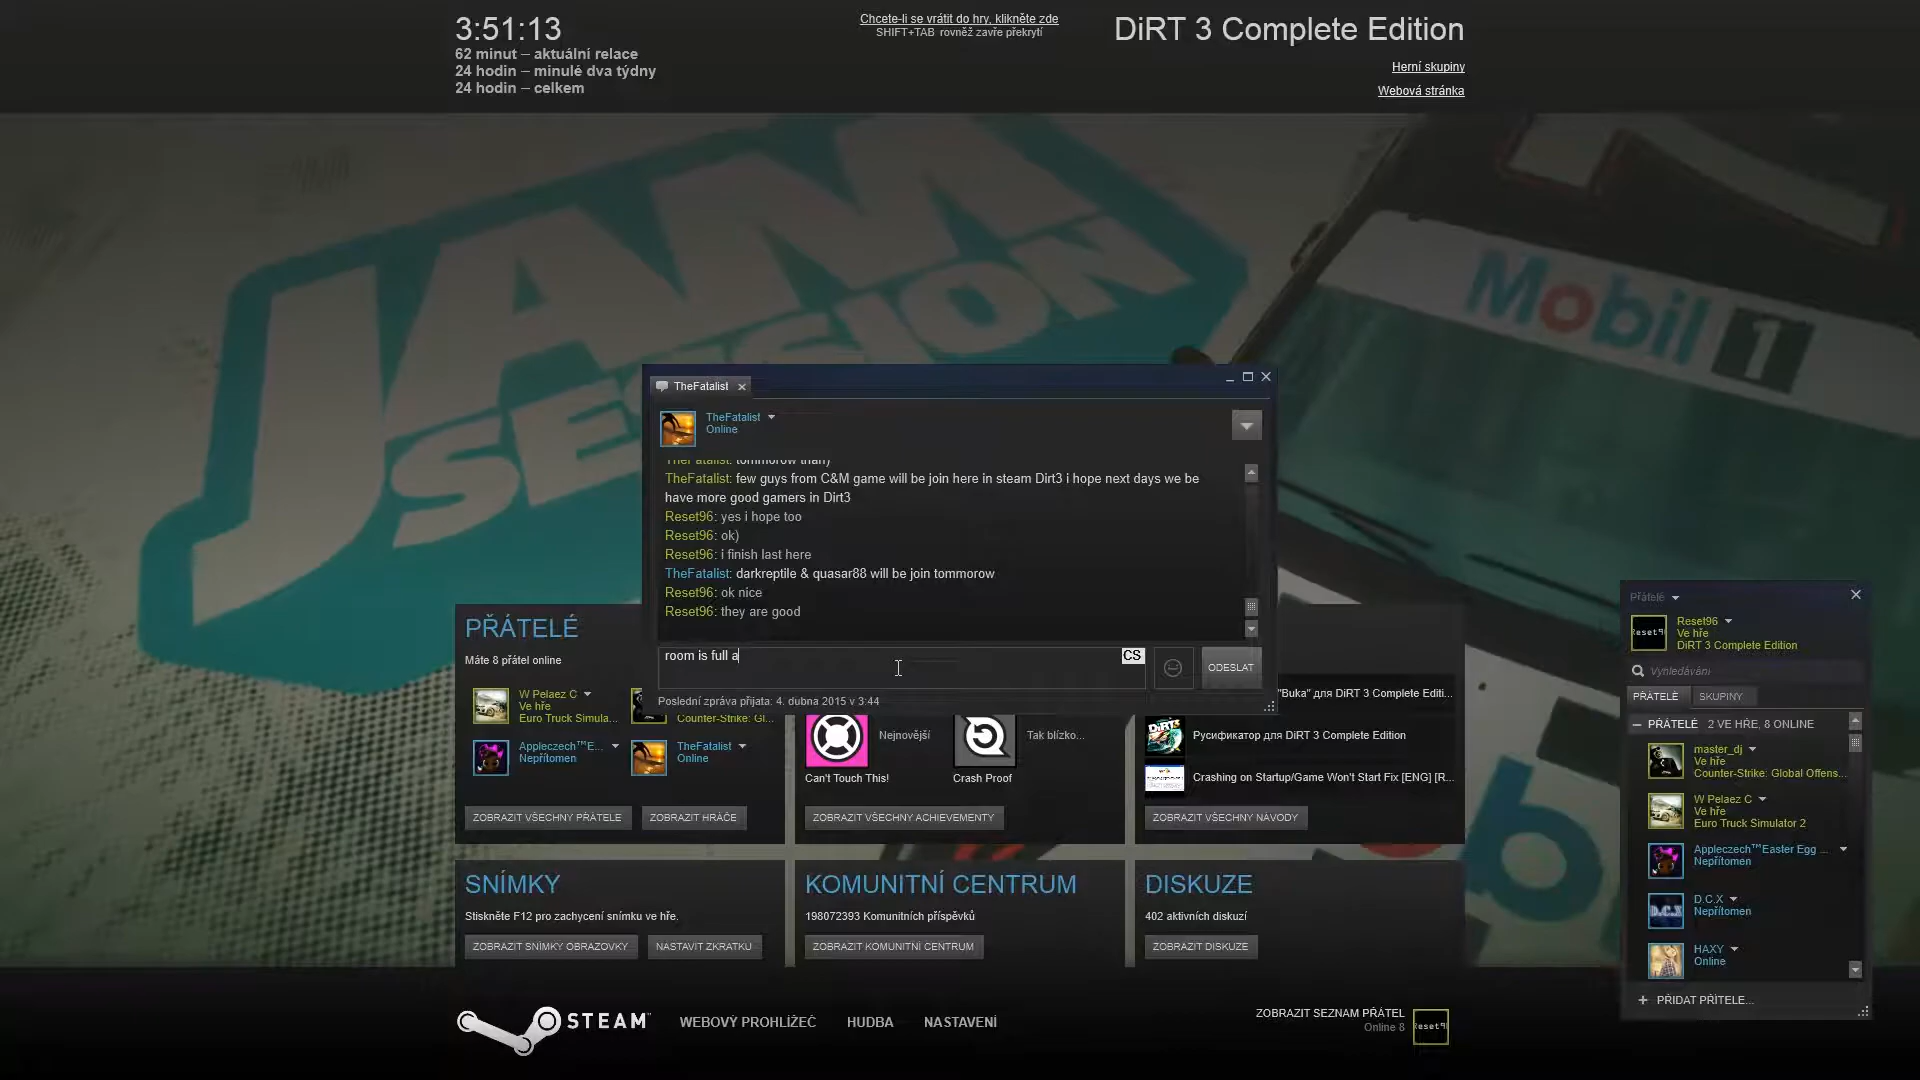 3:51:13
62 minut – aktuální relace
24 hodin – minulé dva týdny
24 hodin – celkem
Chcete-li se vrátit do hry, klikněte zde
SHIFT+TAB rovněž zavře překrytí
DiRT 3 Complete Edition
Herní skupiny
Webová stránka
JAM
SESSION
Mobil 1
TheFatalist
TheFatalist
Online
TheFatalist: tommorow than)
TheFatalist: few guys from C&M game will be join here in steam Dirt3 i hope next days we be
have more good gamers in Dirt3
Reset96: yes i hope too
Reset96: ok)
Reset96: i finish last here
TheFatalist: darkreptile & quasar88 will be join tommorow
Reset96: ok nice
Reset96: they are good
room is full a
CS
ODESLAT
Poslední zpráva přijata: 4. dubna 2015 v 3:44
PŘÁTELÉ
Máte 8 přátel online
W Pelaez C
Ve hře
Euro Truck Simula...
Counter-Strike: Gl...
Appleczech™E...
Nepřítomen
TheFatalist
Online
ZOBRAZIT VŠECHNY PŘÁTELE
ZOBRAZIT HRÁČE
Nejnovější
Can't Touch This!
Tak blízko...
Crash Proof
ZOBRAZIT VŠECHNY ACHIEVEMENTY
"Buka" для DiRT 3 Complete Editi...
DiRT3
Русификатор для DiRT 3 Complete Edition
Crashing on Startup/Game Won't Start Fix [ENG] [R...
ZOBRAZIT VŠECHNY NÁVODY
SNÍMKY
Stiskněte F12 pro zachycení snímku ve hře.
ZOBRAZIT SNÍMKY OBRAZOVKY
NASTAVIT ZKRATKU
KOMUNITNÍ CENTRUM
198072393 Komunitních příspěvků
ZOBRAZIT KOMUNITNÍ CENTRUM
DISKUZE
402 aktivních diskuzí
ZOBRAZIT DISKUZE
STEAM™
WEBOVÝ PROHLÍŽEČ
HUDBA
NASTAVENÍ
ZOBRAZIT SEZNAM PŘÁTEL
Online 8
Přátelé
Reset96
Ve hře
DiRT 3 Complete Edition
Vyhledávání
PŘÁTELÉ
SKUPINY
PŘÁTELÉ 2 VE HŘE, 8 ONLINE
master_dj
Ve hře
Counter-Strike: Global Offens...
W Pelaez C
Ve hře
Euro Truck Simulator 2
Appleczech™Easter Egg ...
Nepřítomen
D.C.X
D.C.X
Nepřítomen
HAXY
Online
PŘIDAT PŘÍTELE...